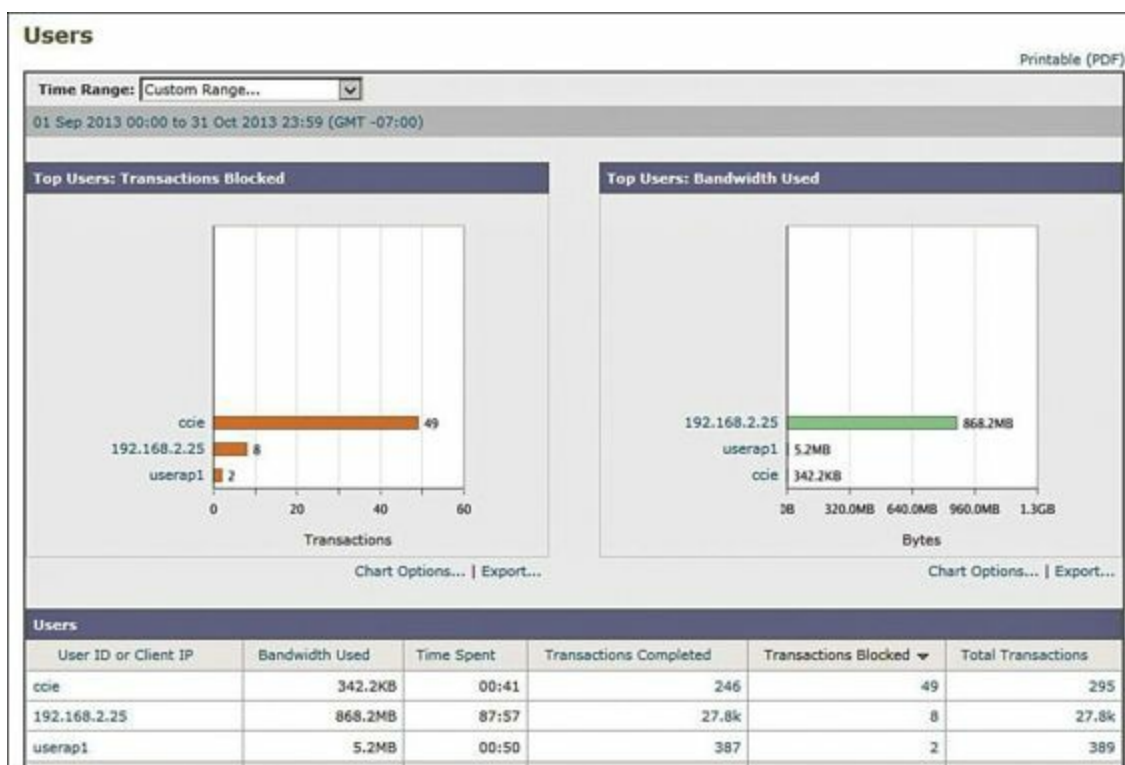 Users
Printable (PDF)
Time Range: Custom Range...
01 Sep 2013 00:00 to 31 Oct 2013 23:59 (GMT -07:00)
Top Users: Transactions Blocked
ccie 49
192.168.2.25 8
userap1 2
0 20 40 60
Transactions
Chart Options... | Export...
Top Users: Bandwidth Used
192.168.2.25 868.2MB
userap1 5.2MB
ccie 342.2KB
320.0MB 640.0MB 960.0MB 1.3GB
Bytes
Chart Options... | Export...
Users
User ID or Client IP Bandwidth Used Time Spent Transactions Completed Transactions Blocked Total Transactions
ccie 342.2KB 00:41 246 49 295
192.168.2.25 868.2MB 87:57 27.8k 8 27.8k
userap1 5.2MB 00:50 387 2 389